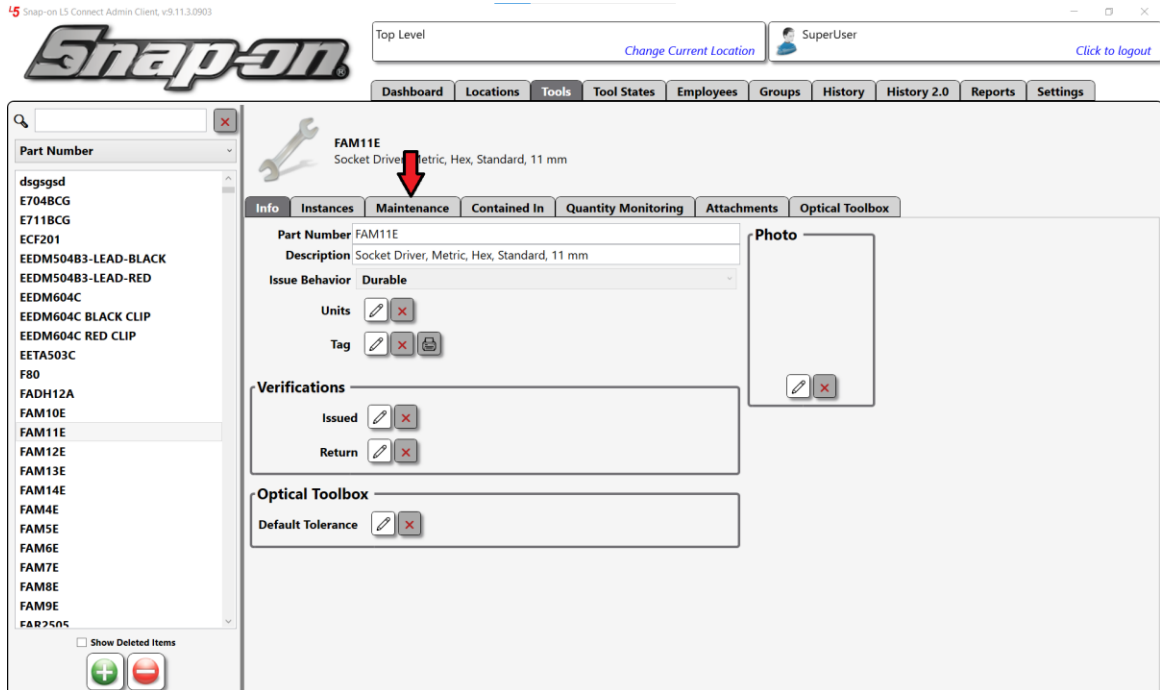 L5 Snap-on L5 Connect Admin Client, v:9.11.3.0903
Snap-on
®
Top Level
Change Current Location
SuperUser
Click to logout
Dashboard Locations Tools Tool States Employees Groups History History 2.0 Reports Settings
Part Number
dsgsgsd
E704BCG
E711BCG
ECF201
EEDM504B3-LEAD-BLACK
EEDM504B3-LEAD-RED
EEDM604C
EEDM604C BLACK CLIP
EEDM604C RED CLIP
EETA503C
F80
FADH12A
FAM10E
FAM11E
FAM12E
FAM13E
FAM14E
FAM4E
FAM5E
FAM6E
FAM7E
FAM8E
FAM9E
FAR2505
Show Deleted Items
FAM11E
Socket Driver, Metric, Hex, Standard, 11 mm
Info Instances Maintenance Contained In Quantity Monitoring Attachments Optical Toolbox
Part Number FAM11E
Description Socket Driver, Metric, Hex, Standard, 11 mm
Issue Behavior Durable
Units
Tag
Verifications
Issued
Return
Optical Toolbox
Default Tolerance
Photo